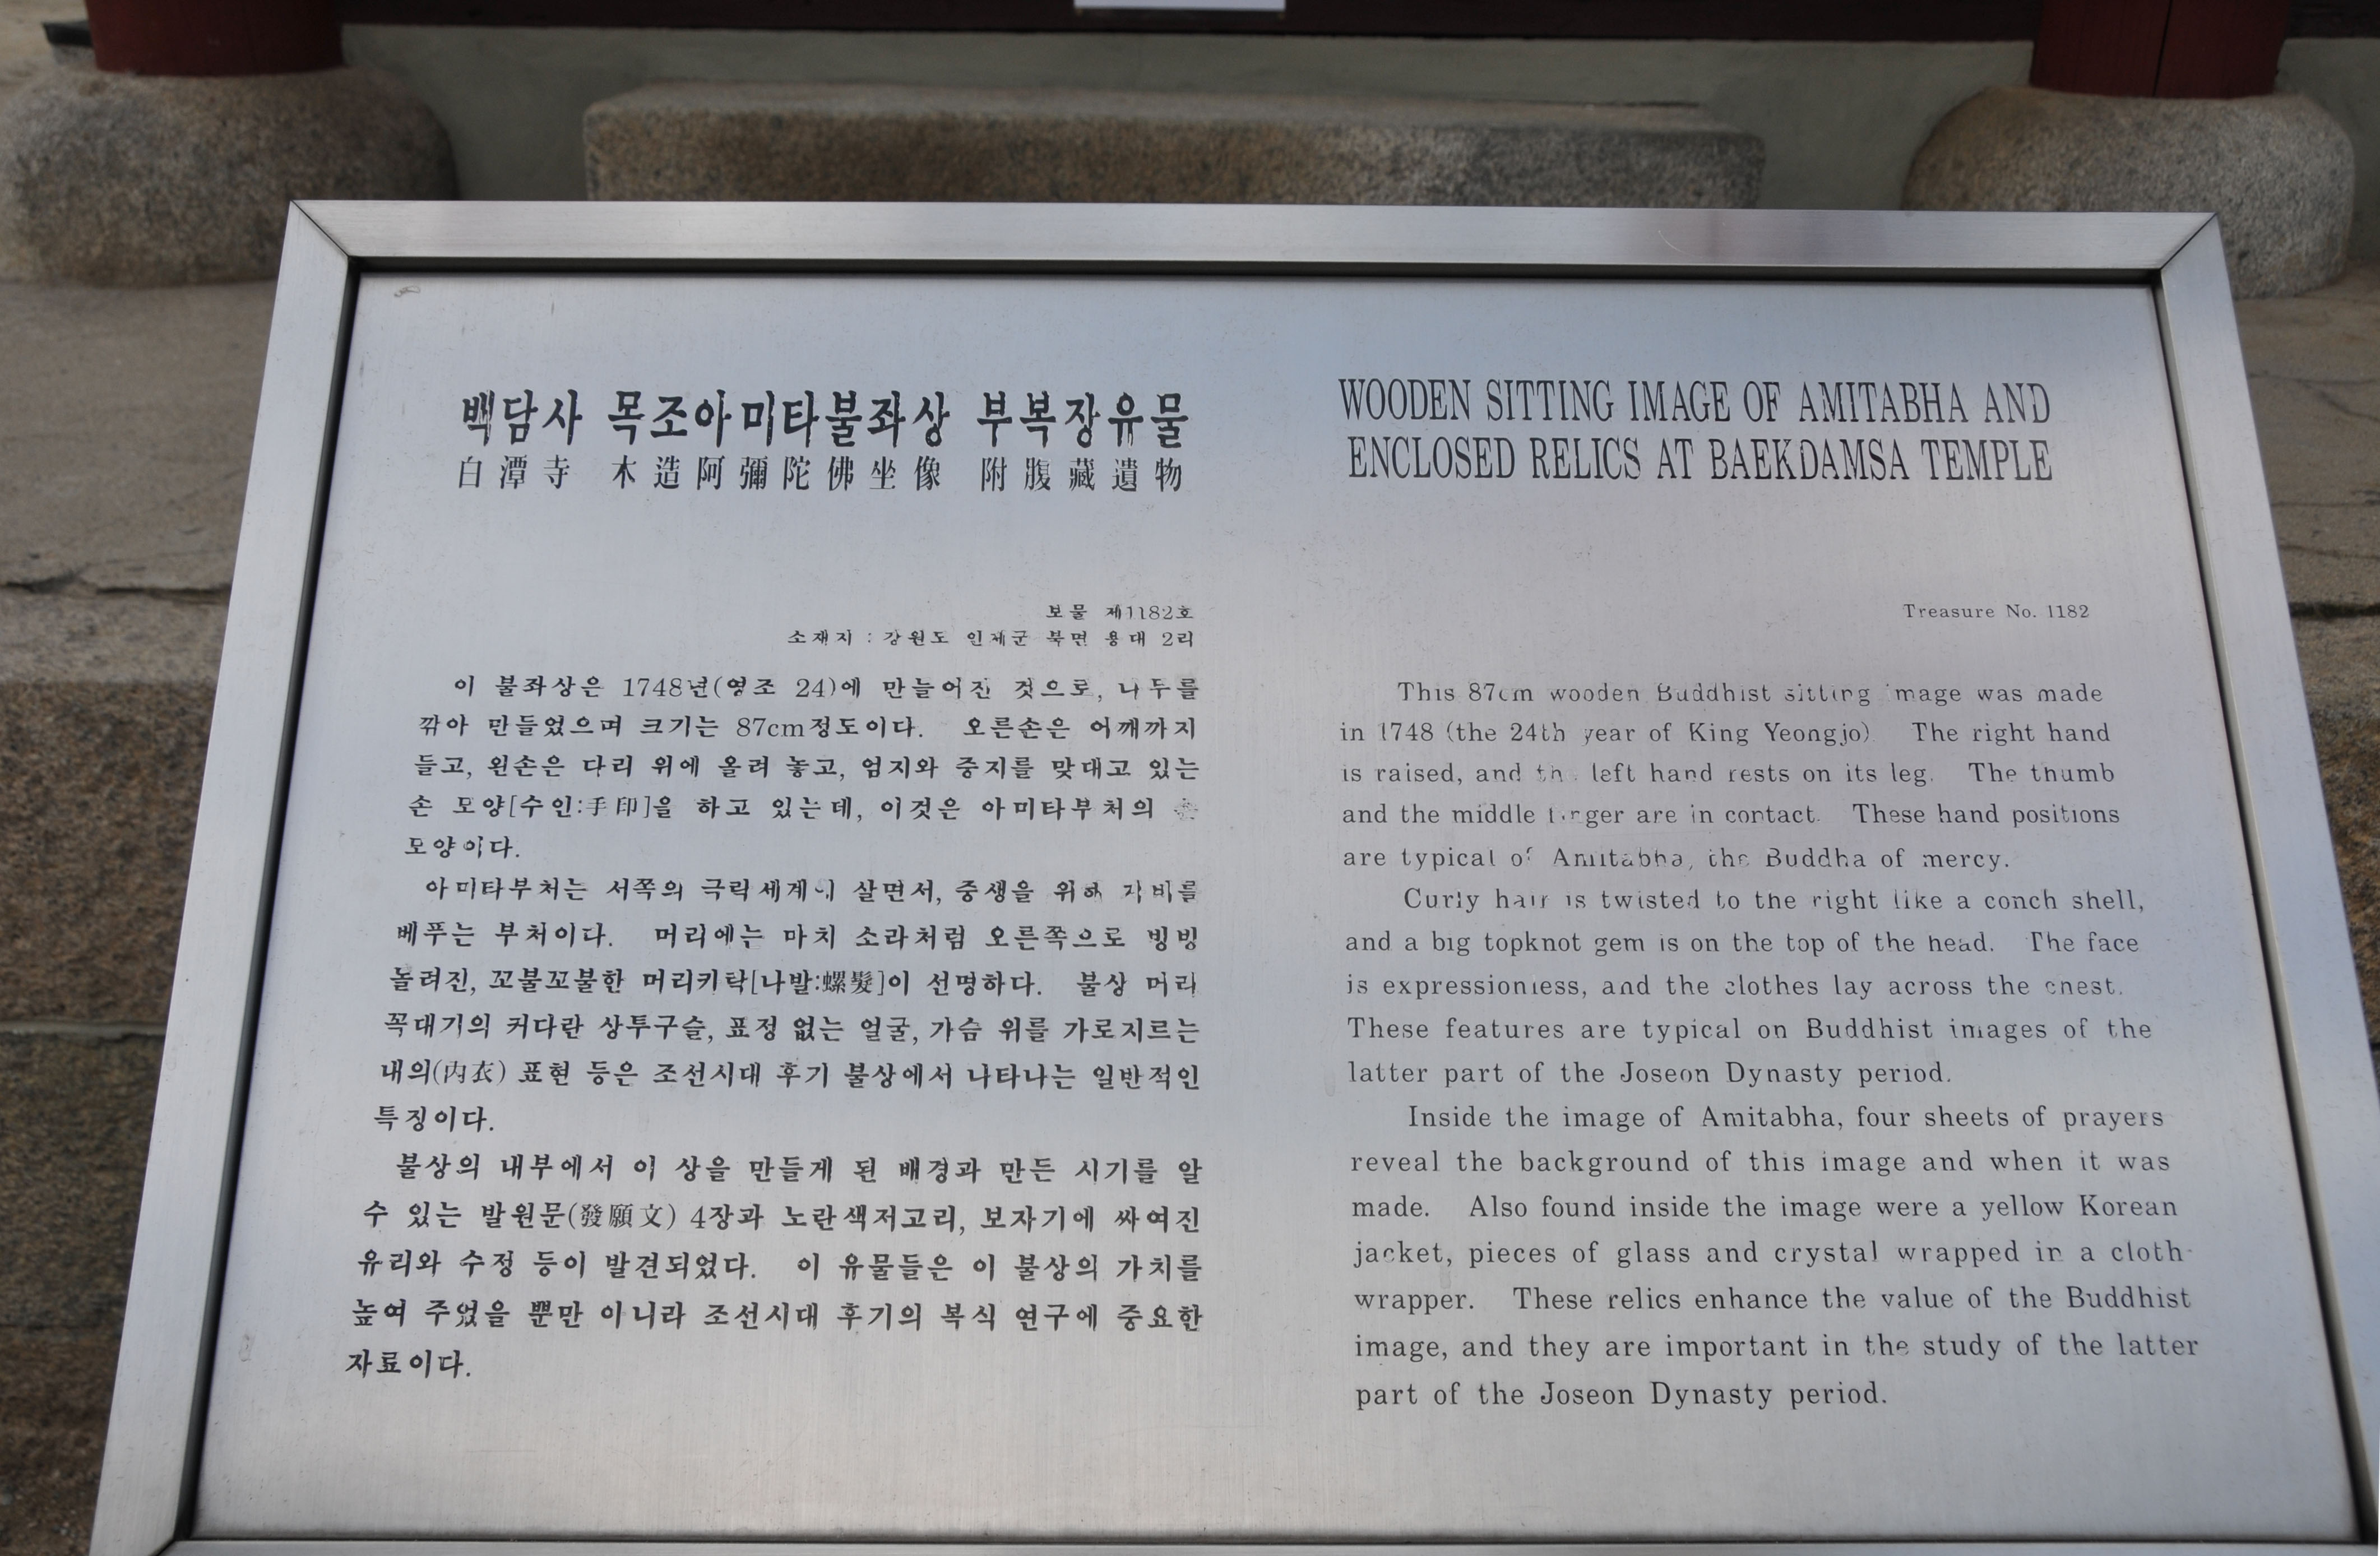 백담사 목조아미타불좌상 부복장유물
白潭寺 木造阿彌陀佛坐像 附腹藏遺物
보물 제1182호
소재지 : 강원도 인제군 북면 용대 2리
이 불좌상은 1748년(영조 24)에 만들어진 것으로, 나무를
깎아 만들었으며 크기는 87cm정도이다. 오른손은 어깨까지
들고, 왼손은 다리 위에 올려 놓고, 엄지와 중지를 맞대고 있는
손 모양[수인:手印]을 하고 있는데, 이것은 아미타부처의 손
모양이다.
아미타부처는 서쪽의 극락세계에 살면서, 중생을 위해 자비를
베푸는 부처이다. 머리에는 마치 소라처럼 오른쪽으로 빙빙
돌려진, 꼬불꼬불한 머리카락[나발:螺髮]이 선명하다. 불상 머리
꼭대기의 커다란 상투구슬, 표정 없는 얼굴, 가슴 위를 가로지르는
내의(內衣) 표현 등은 조선시대 후기 불상에서 나타나는 일반적인
특징이다.
불상의 내부에서 이 상을 만들게 된 배경과 만든 시기를 알
수 있는 발원문(發願文) 4장과 노란색저고리, 보자기에 싸여진
유리와 수정 등이 발견되었다. 이 유물들은 이 불상의 가치를
높여 주었을 뿐만 아니라 조선시대 후기의 복식 연구에 중요한
자료이다.
WOODEN SITTING IMAGE OF AMITABHA AND
ENCLOSED RELICS AT BAEKDAMSA TEMPLE
Treasure No. 1182
This 87cm wooden Buddhist sitting image was made
in 1748 (the 24th year of King Yeongjo). The right hand
is raised, and the left hand rests on its leg. The thumb
and the middle finger are in contact. These hand positions
are typical of Amitabha, the Buddha of mercy.
Curly hair is twisted to the right like a conch shell,
and a big topknot gem is on the top of the head. The face
is expressionless, and the clothes lay across the chest.
These features are typical on Buddhist images of the
latter part of the Joseon Dynasty period.
Inside the image of Amitabha, four sheets of prayers
reveal the background of this image and when it was
made. Also found inside the image were a yellow Korean
jacket, pieces of glass and crystal wrapped in a cloth
wrapper. These relics enhance the value of the Buddhist
image, and they are important in the study of the latter
part of the Joseon Dynasty period.